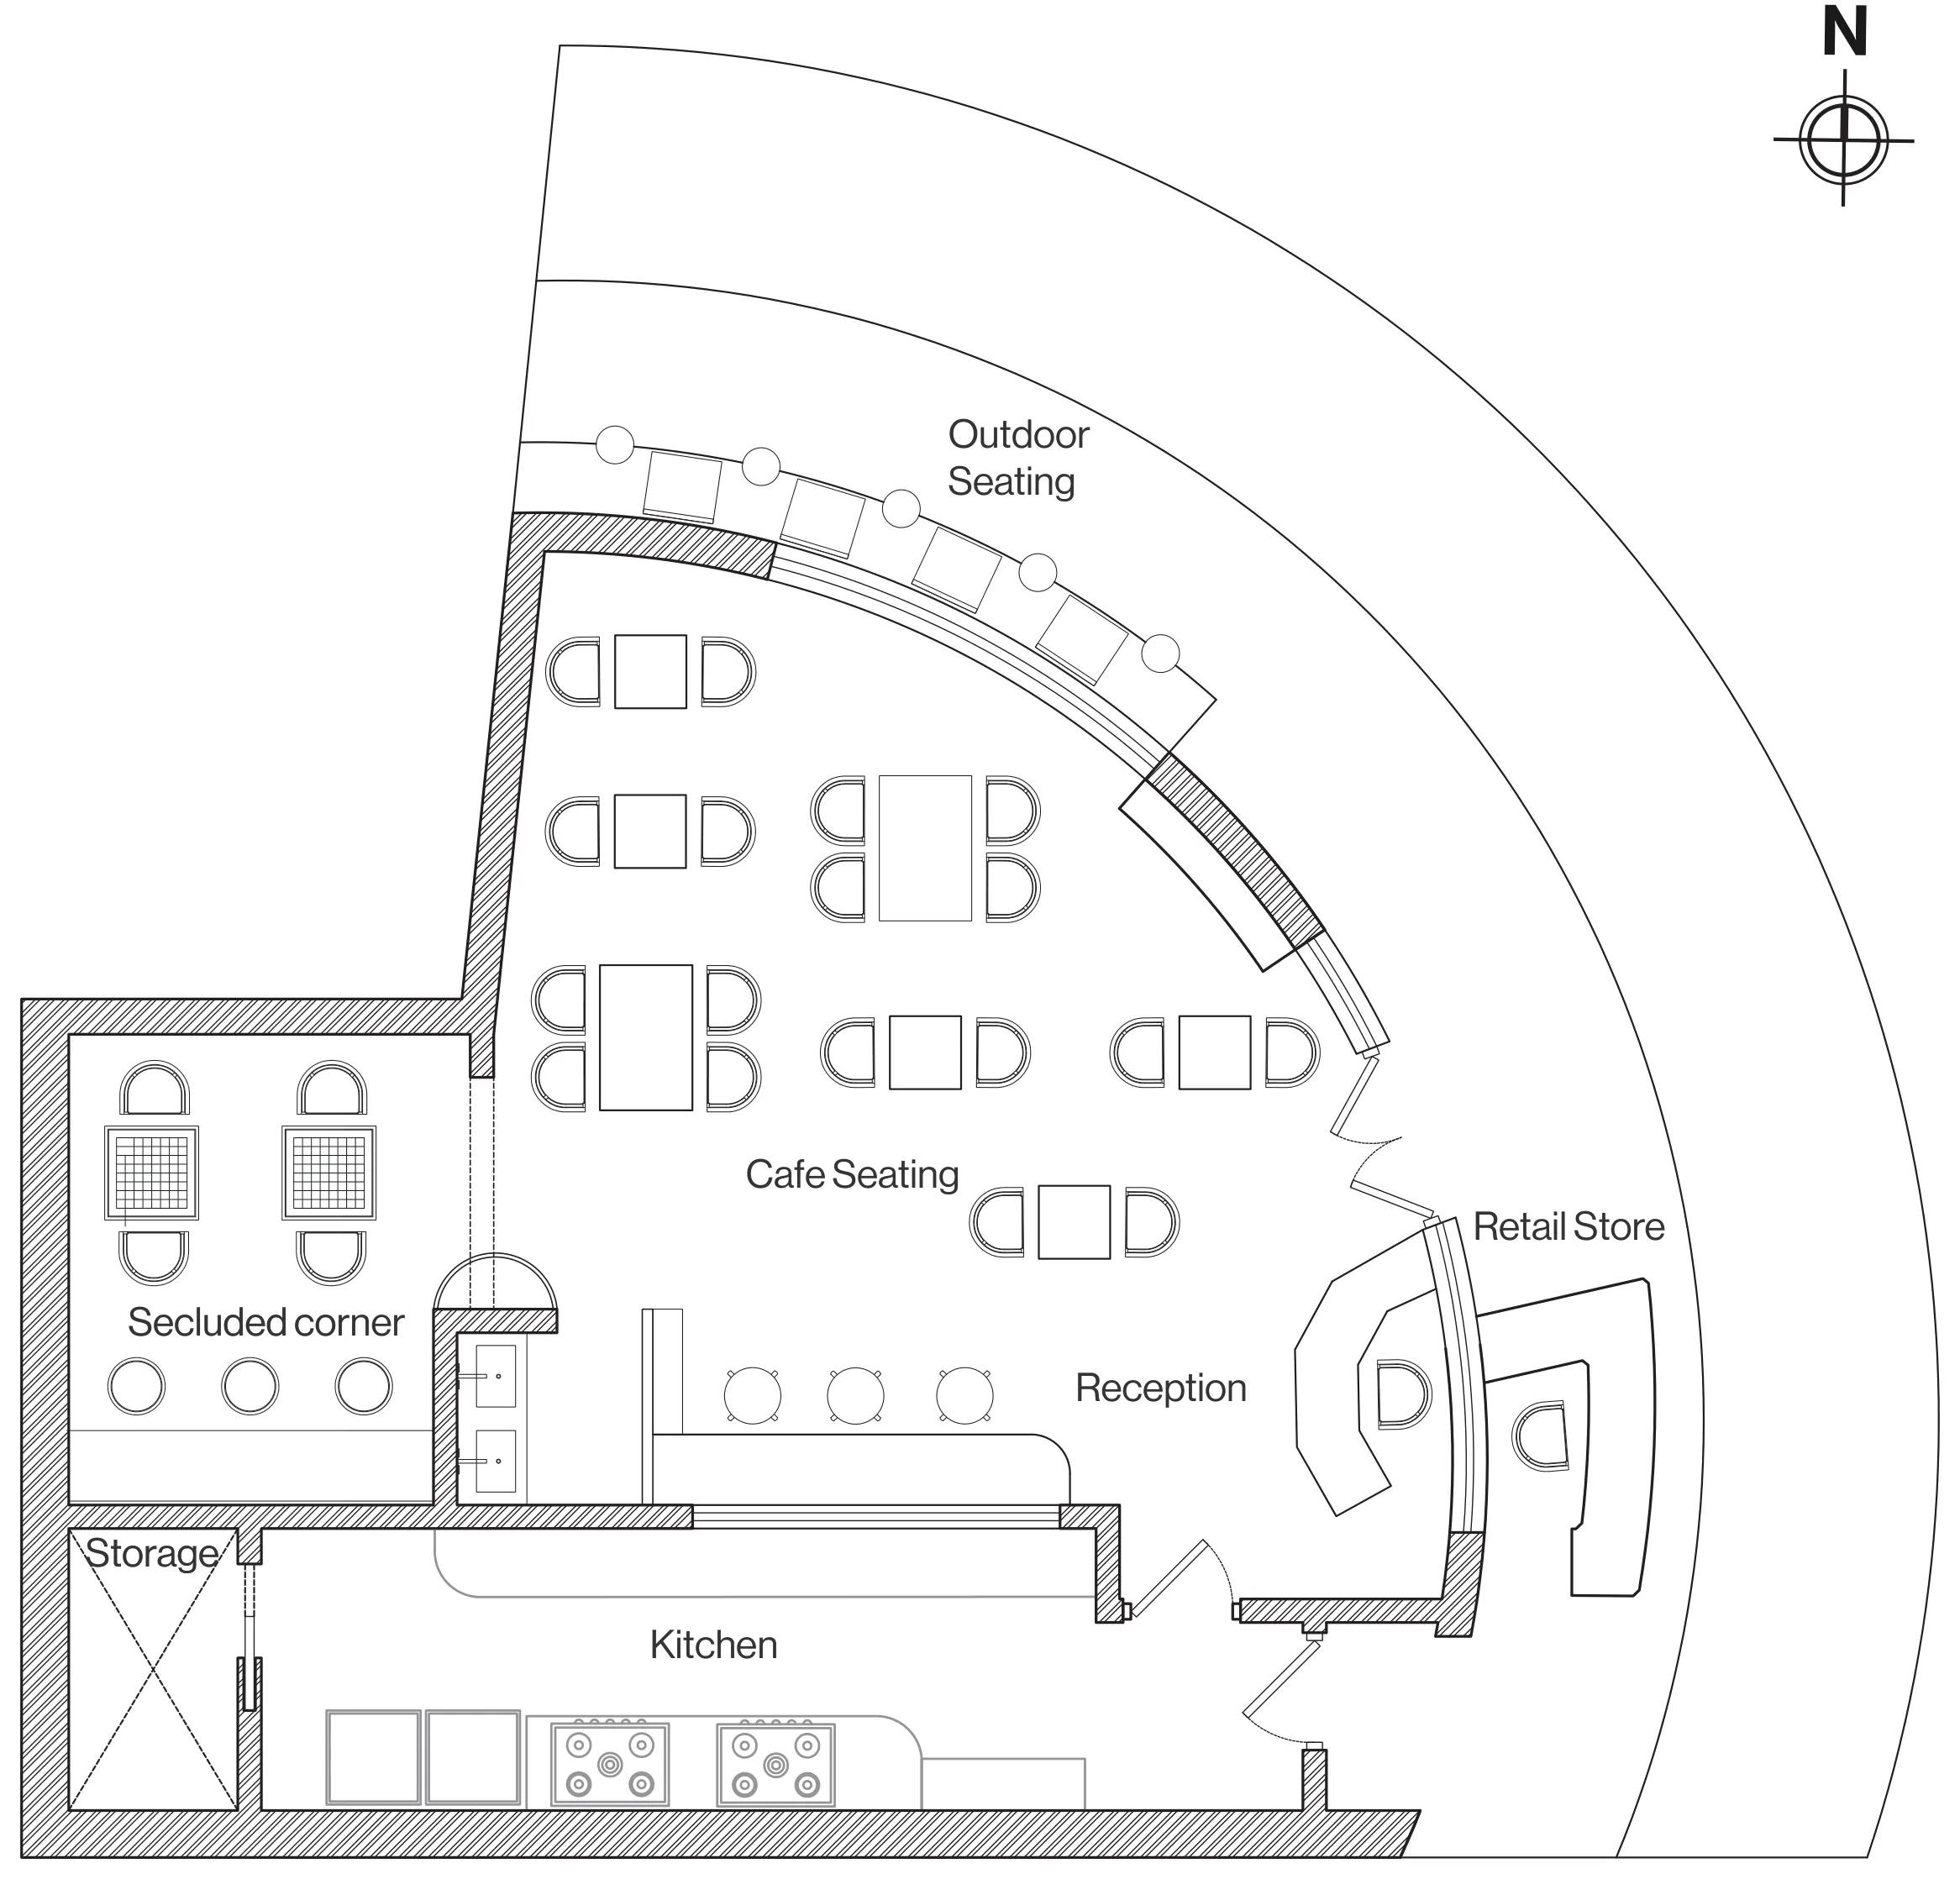 N
Outdoor
Seating
Cafe Seating
Retail Store
Secluded corner
Reception
Storage
Kitchen